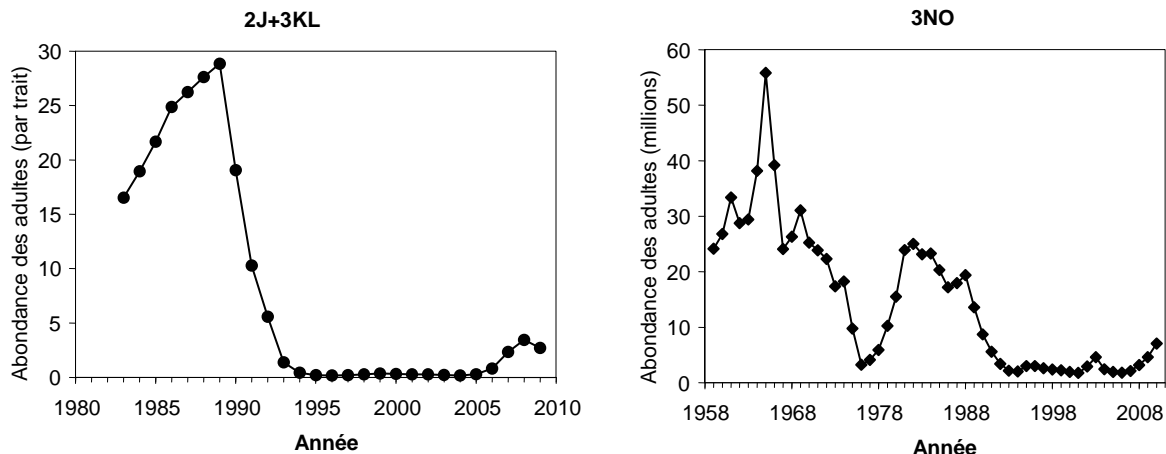 2J+3KL
Abondance des adultes (par trait)
30
25
20
15
10
5
0
1980 1985 1990 1995 2000 2005 2010
Année
3NO
Abondance des adultes (millions)
60
50
40
30
20
10
0
1958 1968 1978 1988 1998 2008
Année